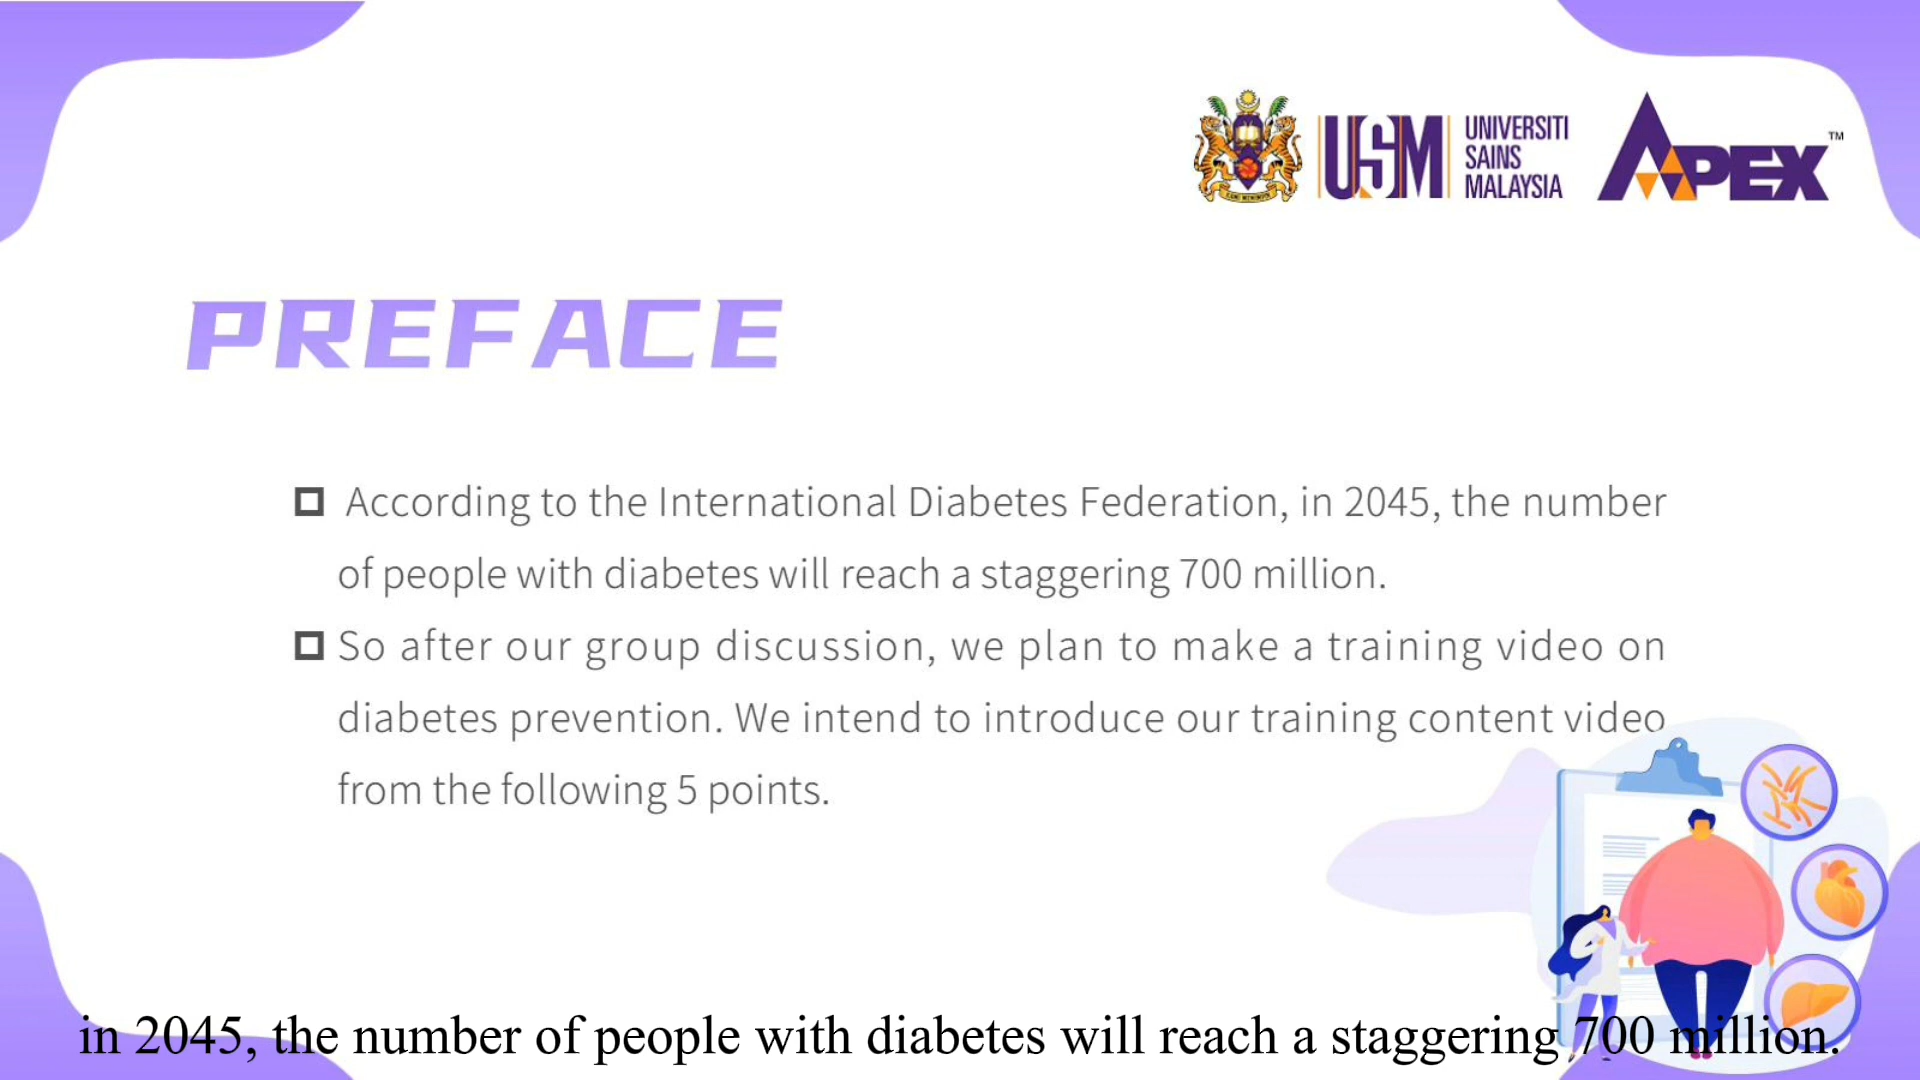 USM
UNIVERSITI
SAINS
MALAYSIA
APEX™
PREFACE
According to the International Diabetes Federation, in 2045, the number
of people with diabetes will reach a staggering 700 million.
So after our group discussion, we plan to make a training video on
diabetes prevention. We intend to introduce our training content video
from the following 5 points.
in 2045, the number of people with diabetes will reach a staggering 700 million.